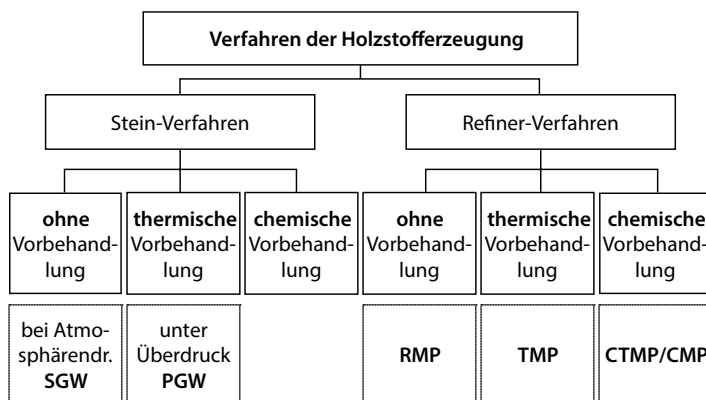 Verfahren der Holzstofferzeugung
Stein-Verfahren
Refiner-Verfahren
ohne
Vorbehand-
lung
thermische
Vorbehand-
lung
chemische
Vorbehand-
lung
ohne
Vorbehand-
lung
thermische
Vorbehand-
lung
chemische
Vorbehand-
lung
bei Atmo-
sphärendr.
SGW
unter
Überdruck
PGW
RMP
TMP
CTMP/CMP